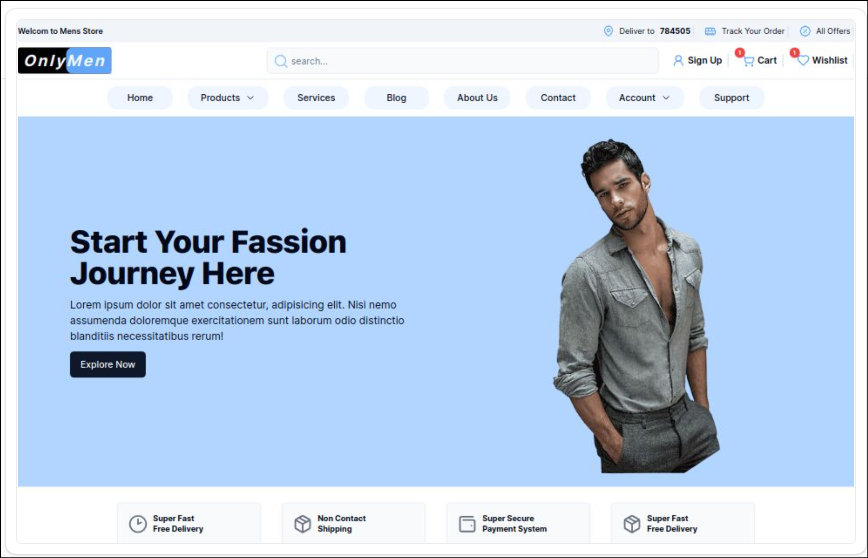 Welcom to Mens Store
Deliver to 784505
Track Your Order
All Offers
OnlyMen
search...
Sign Up
1
Cart
1
Wishlist
Home
Products
Services
Blog
About Us
Contact
Account
Support
Start Your Fassion
Journey Here
Lorem ipsum dolor sit amet consectetur, adipisicing elit. Nisi nemo
assumenda doloremque exercitationem sunt laborum odio distinctio
blanditiis necessitatibus rerum!
Explore Now
Super Fast
Free Delivery
Non Contact
Shipping
Super Secure
Payment System
Super Fast
Free Delivery